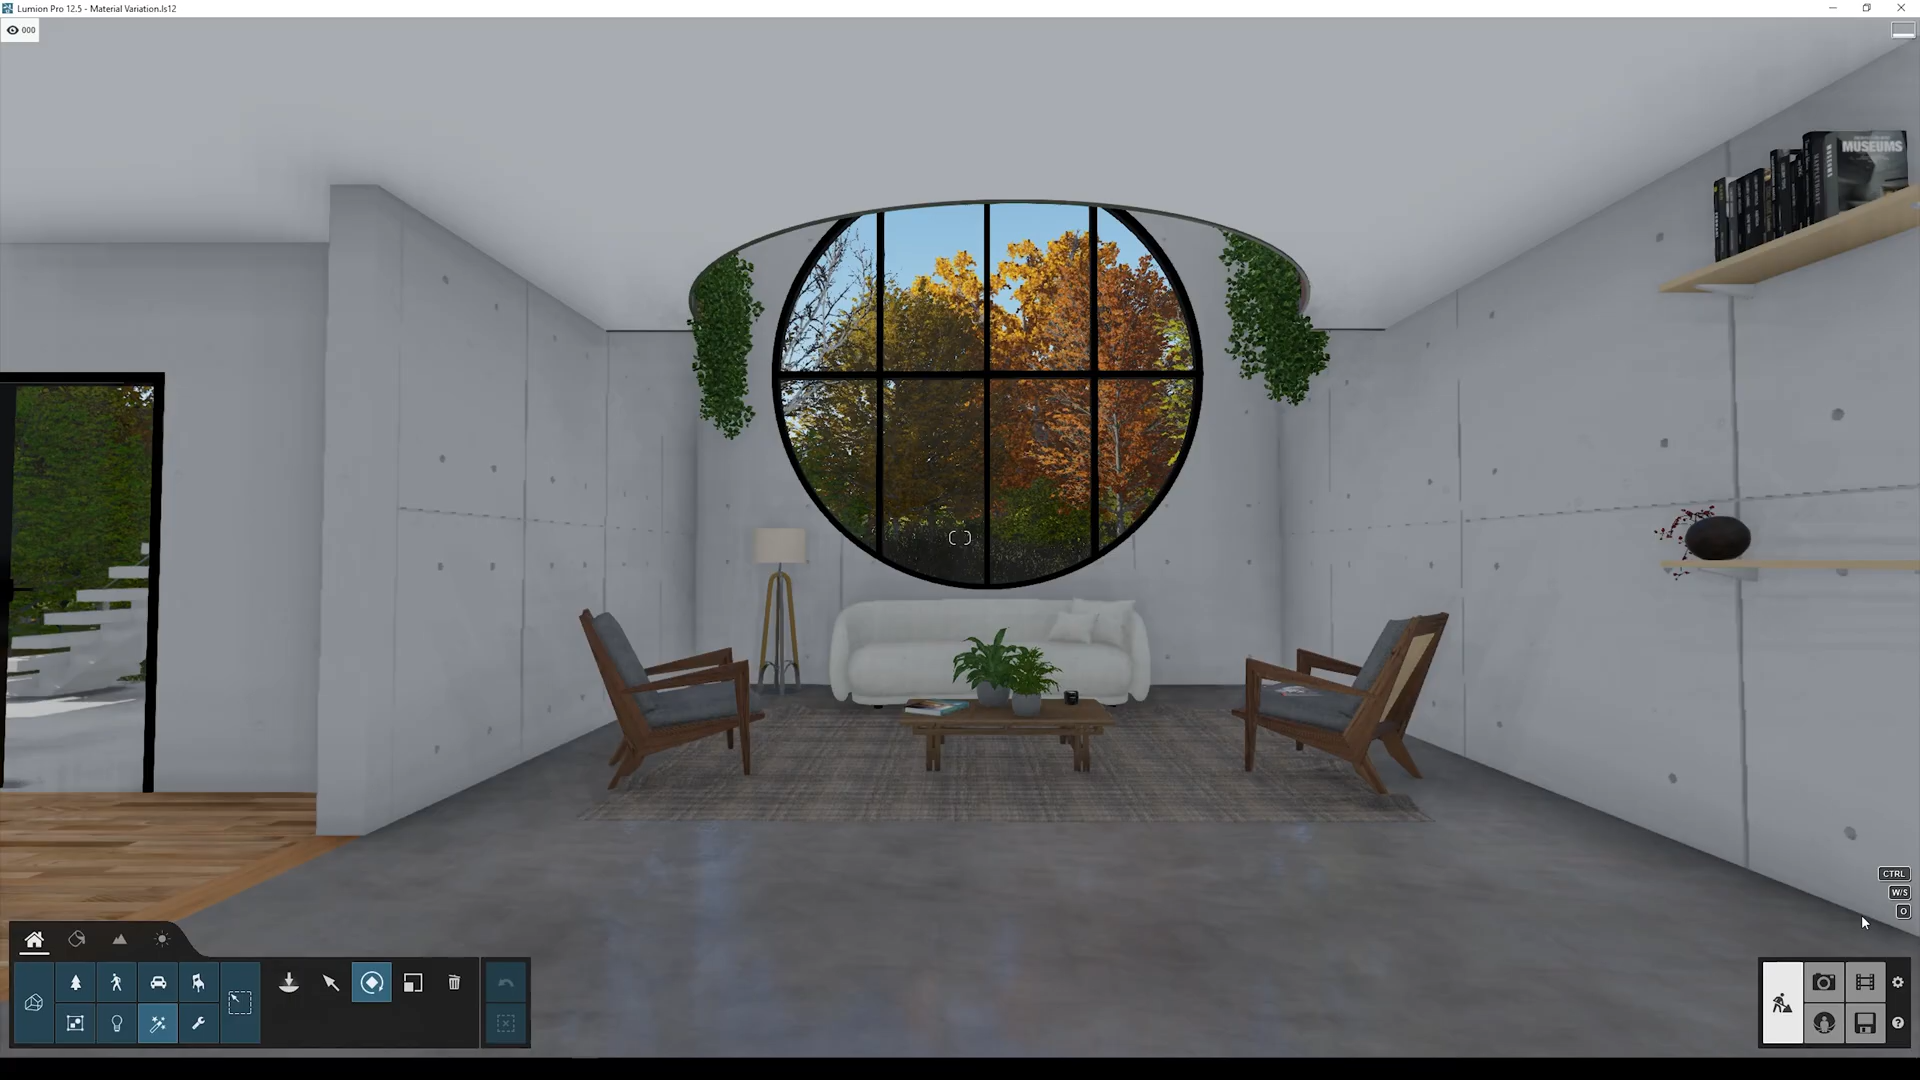 Lumion Pro 12.5 - Material Variation.ls12
000
MUSEUMS
CTRL
W/S
O
?